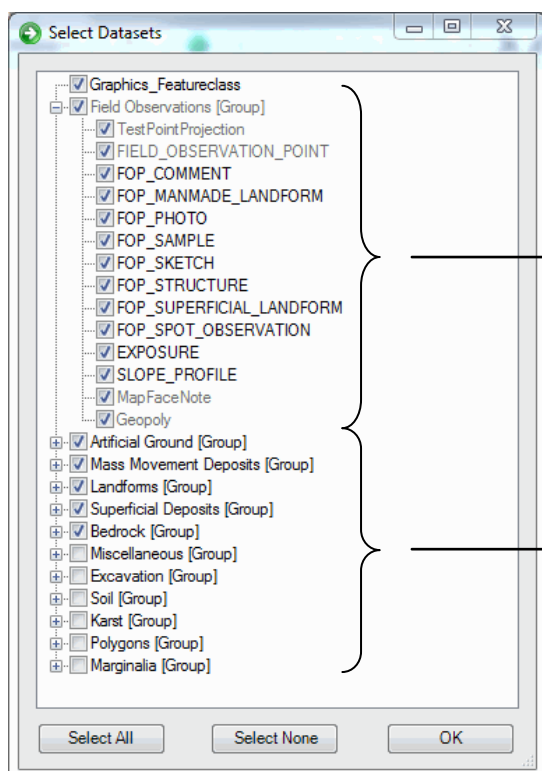 Select Datasets
Graphics_Featureclass
Field Observations [Group]
TestPointProjection
FIELD_OBSERVATION_POINT
FOP_COMMENT
FOP_MANMADE_LANDFORM
FOP_PHOTO
FOP_SAMPLE
FOP_SKETCH
FOP_STRUCTURE
FOP_SUPERFICIAL_LANDFORM
FOP_SPOT_OBSERVATION
EXPOSURE
SLOPE_PROFILE
MapFaceNote
Geopoly
Artificial Ground [Group]
Mass Movement Deposits [Group]
Landforms [Group]
Superficial Deposits [Group]
Bedrock [Group]
Miscellaneous [Group]
Excavation [Group]
Soil [Group]
Karst [Group]
Polygons [Group]
Marginalia [Group]
Select All Select None OK